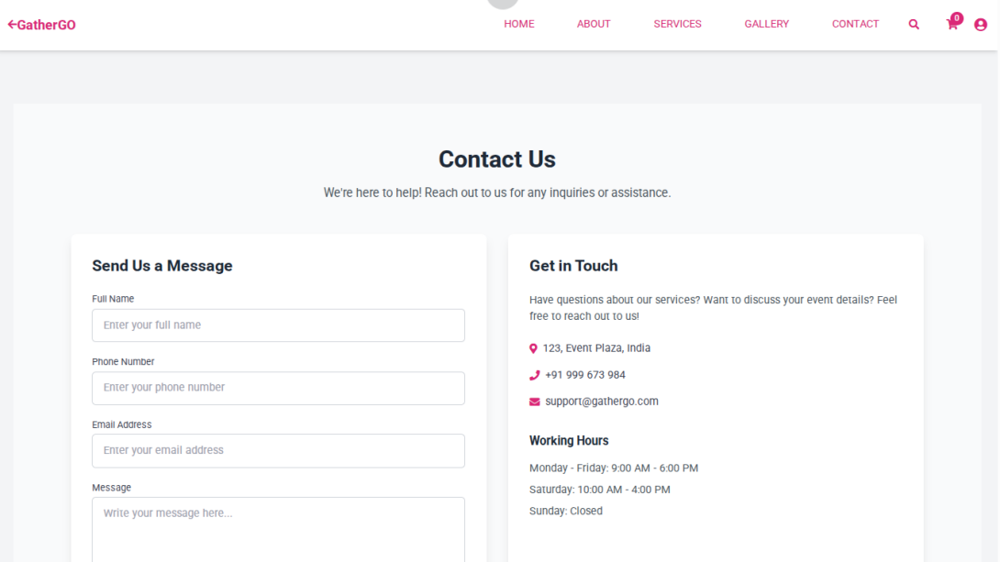 GatherGO
HOME ABOUT SERVICES GALLERY CONTACT 0
Contact Us
We're here to help! Reach out to us for any inquiries or assistance.
Send Us a Message
Full Name
Enter your full name
Phone Number
Enter your phone number
Email Address
Enter your email address
Message
Write your message here...
Get in Touch
Have questions about our services? Want to discuss your event details? Feel
free to reach out to us!
123, Event Plaza, India
+91 999 673 984
support@gathergo.com
Working Hours
Monday - Friday: 9:00 AM - 6:00 PM
Saturday: 10:00 AM - 4:00 PM
Sunday: Closed